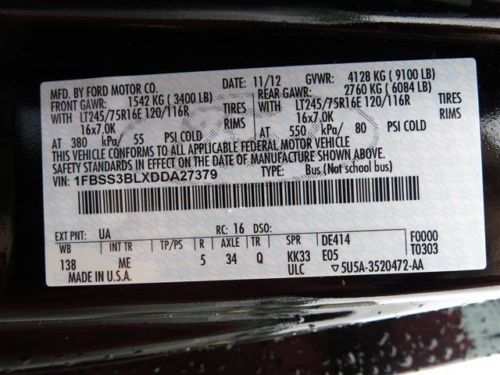 MFD. BY FORD MOTOR CO. DATE: 11/12 GVWR: 4128 KG (9100 LB)
FRONT GAWR: 1542 KG (3400 LB) REAR GAWR: 2760 KG (6084 LB)
WITH LT245/75R16E 120/116R TIRES WITH LT245/75R16E 120/116R TIRES
16x7.0K RIMS 16x7.0K RIMS
AT 380 kPa/ 55 PSI COLD AT 550 kPa/ 80 PSI COLD
THIS VEHICLE CONFORMS TO ALL APPLICABLE FEDERAL MOTOR VEHICLE
SAFETY STANDARDS IN EFFECT ON THE DATE OF MANUFACTURE SHOWN ABOVE.
VIN: 1FBSS3BLXDDA27379 TYPE: Bus (Not school bus)
F0000
T0303
EXT PNT: UA RC: 16 DSO:
WB INT TR TP/PS R AXLE TR SPR DE414
138 ME 5 34 Q KK33 E05
MADE IN U.S.A. ULC ▽5U5A-3520472-AA